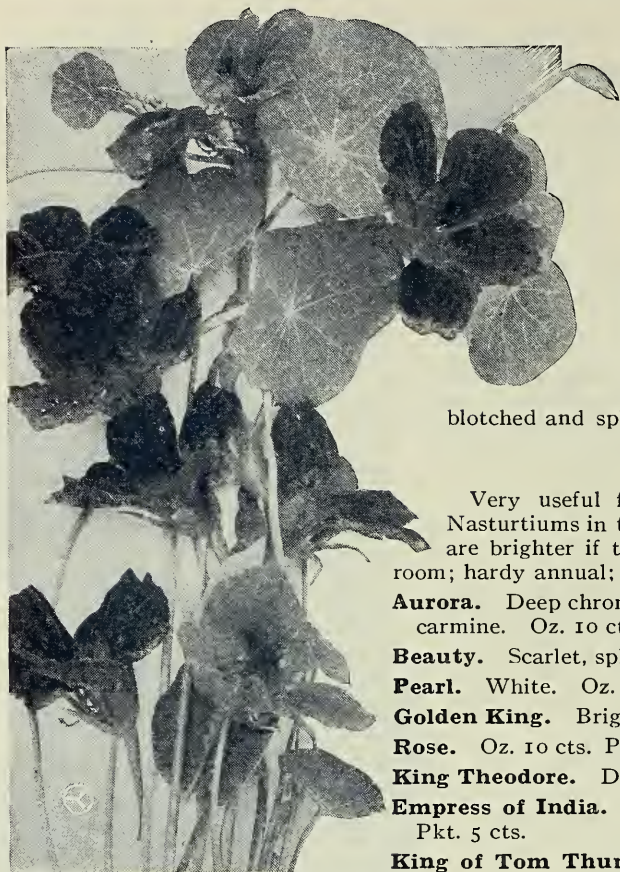 blotched and sp
Very useful f
Nasturtiums in t
are brighter if t
room; hardy annual;
Aurora. Deep chron
carmine. Oz. 10 ct
Beauty. Scarlet, sp
Pearl. White. Oz.
Golden King. Brig
Rose. Oz. 10 cts. P
King Theodore. D
Empress of India.
Pkt. 5 cts.
King of Tom Thur